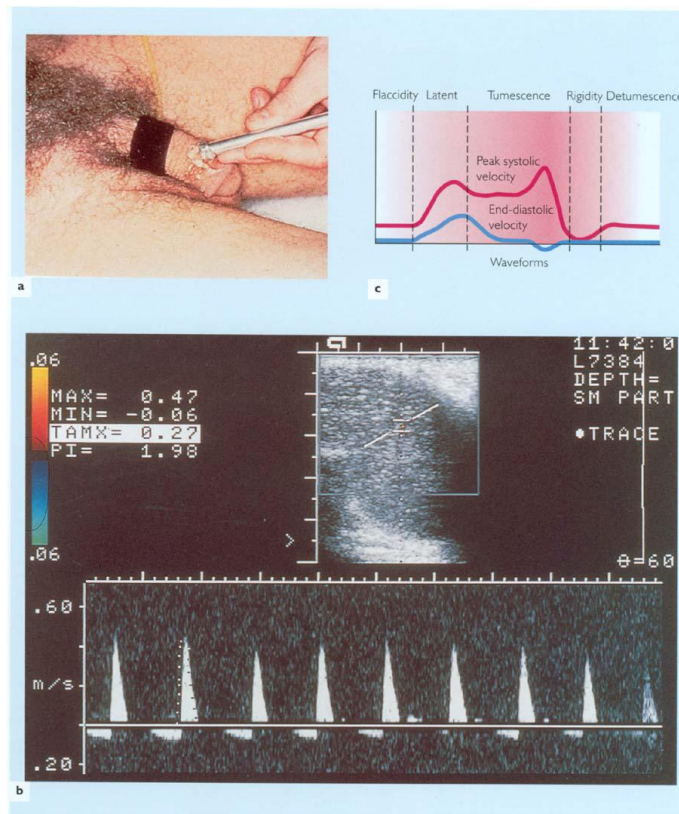 a
Flaccidity Latent Tumescence Rigidity Detumescence
Peak systolic
velocity
End-diastolic
velocity
Waveforms
c
.06
MAX= 0.47
MIN= -0.06
TAMX= 0.27
PI= 1.98
.06
11:42:0
L7384
DEPTH=
SM PART
TRACE
θ=60
.60
m/s
.20
b